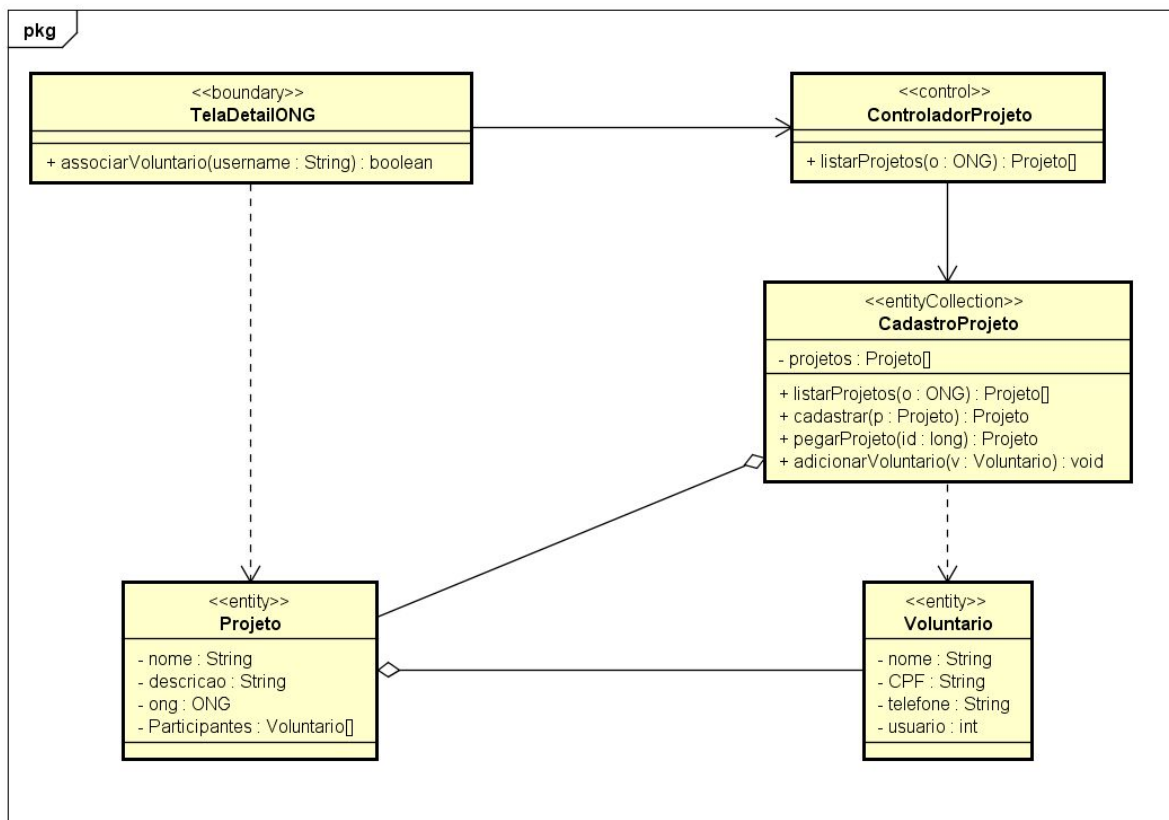 pkg
<<boundary>>
TelaDetailONG
+ associarVoluntario(username : String) : boolean
<<control>>
ControladorProjeto
+ listarProjetos(o : ONG) : Projeto[]
<<entityCollection>>
CadastroProjeto
- projetos : Projeto[]
+ listarProjetos(o : ONG) : Projeto[]
+ cadastrar(p : Projeto) : Projeto
+ pegarProjeto(id : long) : Projeto
+ adicionarVoluntario(v : Voluntario) : void
<<entity>>
Projeto
- nome : String
- descricao : String
- ong : ONG
- Participantes : Voluntario[]
<<entity>>
Voluntario
- nome : String
- CPF : String
- telefone : String
- usuario : int